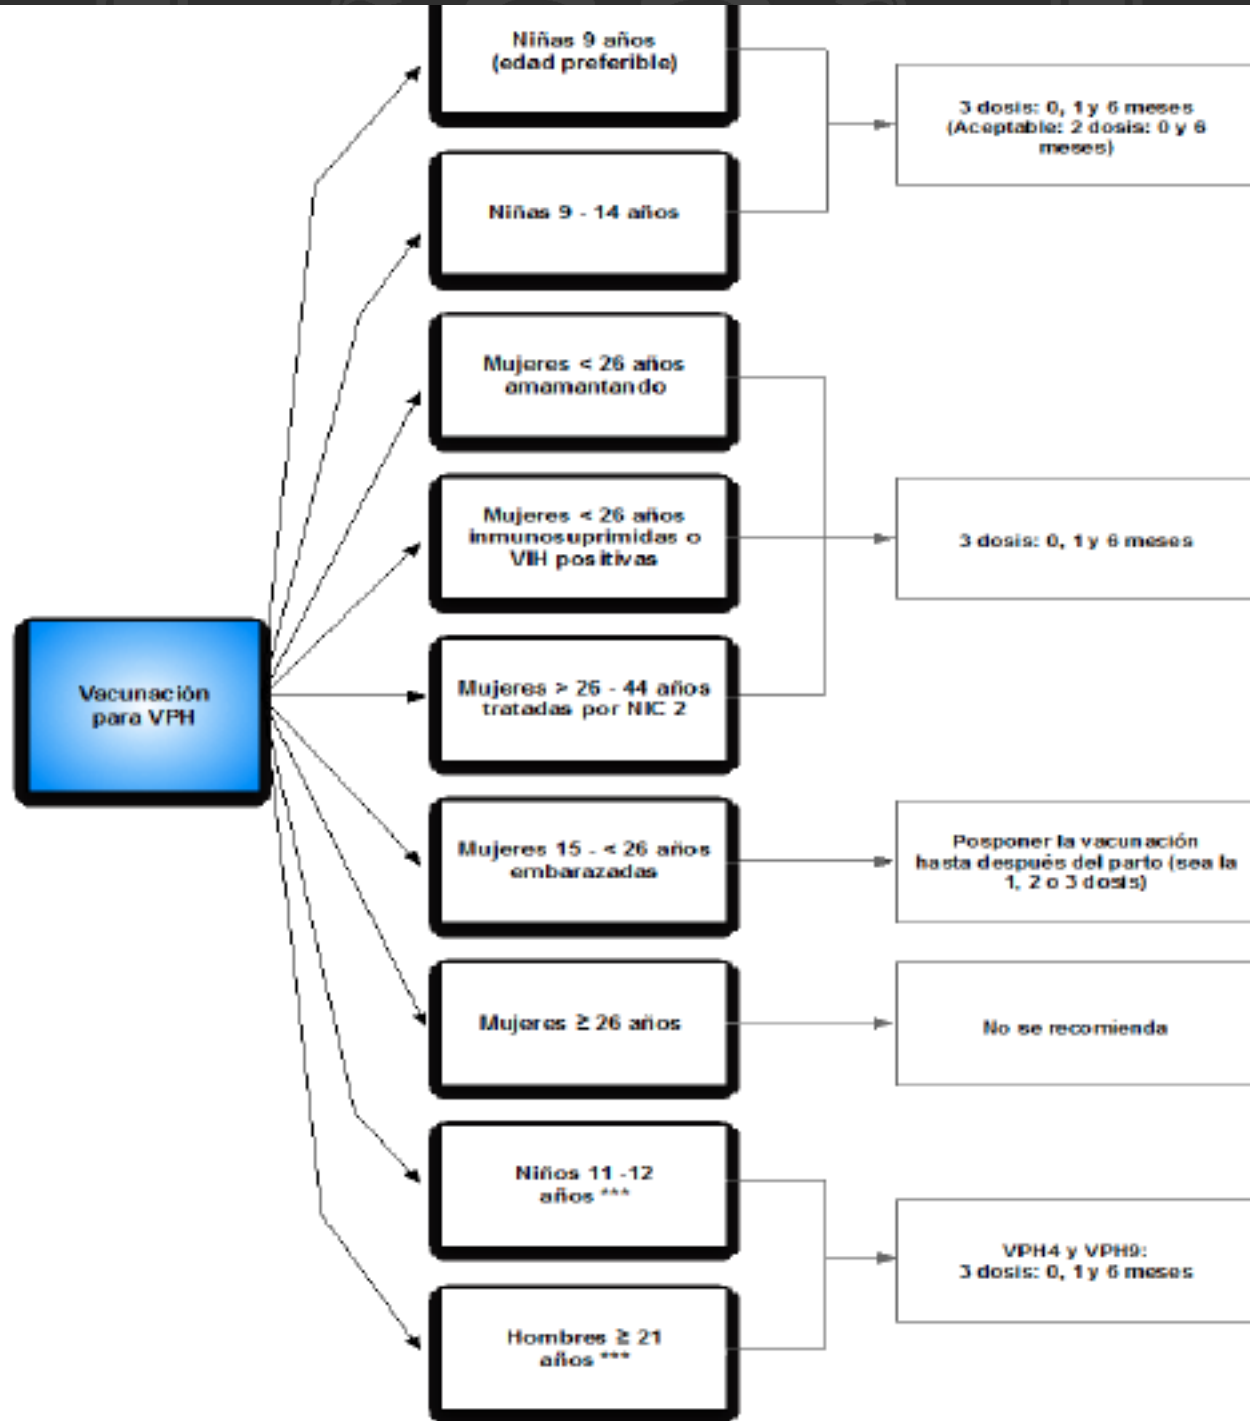 Niñas 9 años
(edad preferible)
3 dosis: 0, 1 y 6 meses
(Aceptable: 2 dosis: 0 y 6
meses)
Niñas 9 - 14 años
Mujeres < 26 años
amamantando
Mujeres < 26 años
inmunosuprimidas o
VIH positivas
3 dosis: 0, 1 y 6 meses
Vacunación
para VPH
Mujeres > 26 - 44 años
tratadas por NIC 2
Mujeres 15 - < 26 años
embarazadas
Posponer la vacunación
hasta después del parto (sea la
1, 2 o 3 dosis)
Mujeres ≥ 26 años
No se recomienda
Niños 11 -12
años ***
VPH4 y VPH9:
3 dosis: 0, 1 y 6 meses
Hombres ≥ 21
años ***